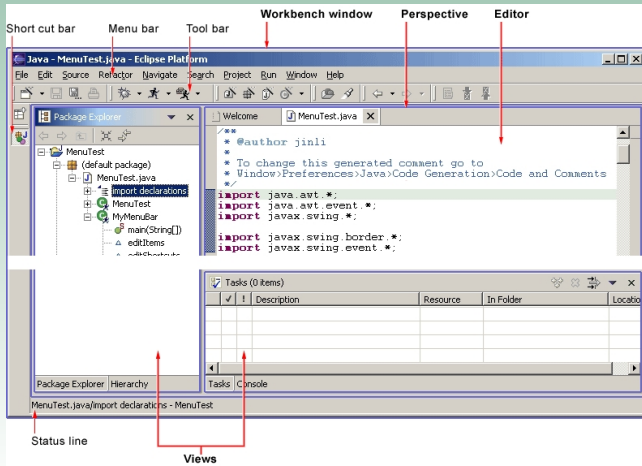 Workbench window Perspective Editor
Short cut bar Menu bar Tool bar
Java - MenuTest.java - Eclipse Platform
File Edit Source Refactor Navigate Search Project Run Window Help
Package Explorer
Welcome MenuTest.java
MenuTest
(default package)
MenuTest.java
import declarations
MenuTest
MyMenuBar
main(String[])
editItems
editShortcuts
/**
* @author jinli
*
* To change this generated comment go to
* Window>Preferences>Java>Code Generation>Code and Comments
*/
import java.awt.*;
import java.awt.event.*;
import javax.swing.*;
import javax.swing.border.*;
import javax.swing.event.*;
Tasks (0 items)
! Description Resource In Folder Locatio
Package Explorer Hierarchy
Tasks Console
MenuTest.java/import declarations - MenuTest
Status line
Views